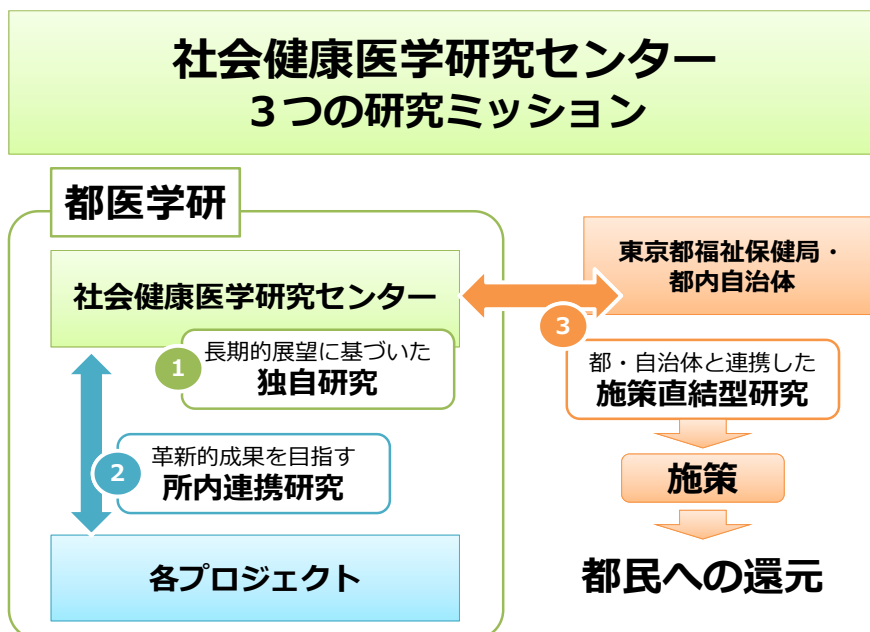 社会健康医学研究センター
３つの研究ミッション
都医学研
社会健康医学研究センター
1
長期的展望に基づいた
独自研究
2
革新的成果を目指す
所内連携研究
各プロジェクト
東京都福祉保健局・
都内自治体
3
都・自治体と連携した
施策直結型研究
施策
都民への還元